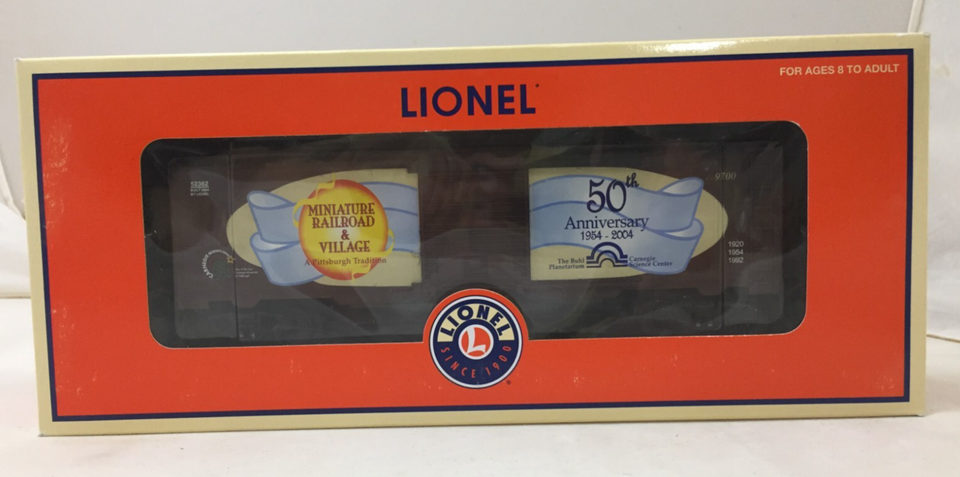 FOR AGES 8 TO ADULT
LIONEL
9700
MINIATURE
RAILROAD
&
VILLAGE
A Pittsburgh Tradition
50th
Anniversary
1954 - 2004
The Buhl
Planetarium
Carnegie
Science Center
1920
1954
1992
LIONEL
L
SINCE 1900